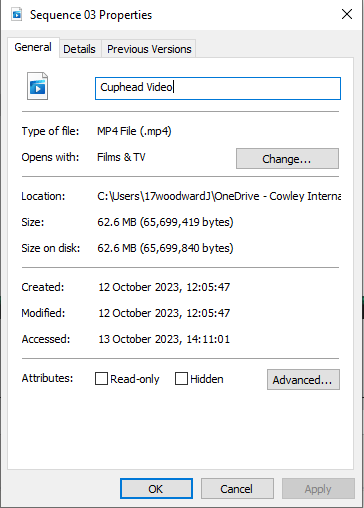 Sequence 03 Properties
General Details Previous Versions
Cuphead Video
Type of file: MP4 File (.mp4)
Opens with: Films & TV Change...
Location: C:\Users\17woodwardJ\OneDrive - Cowley Interna
Size: 62.6 MB (65,699,419 bytes)
Size on disk: 62.6 MB (65,699,840 bytes)
Created: 12 October 2023, 12:05:47
Modified: 12 October 2023, 12:05:47
Accessed: 13 October 2023, 14:11:01
Attributes: Read-only Hidden Advanced...
OK Cancel Apply